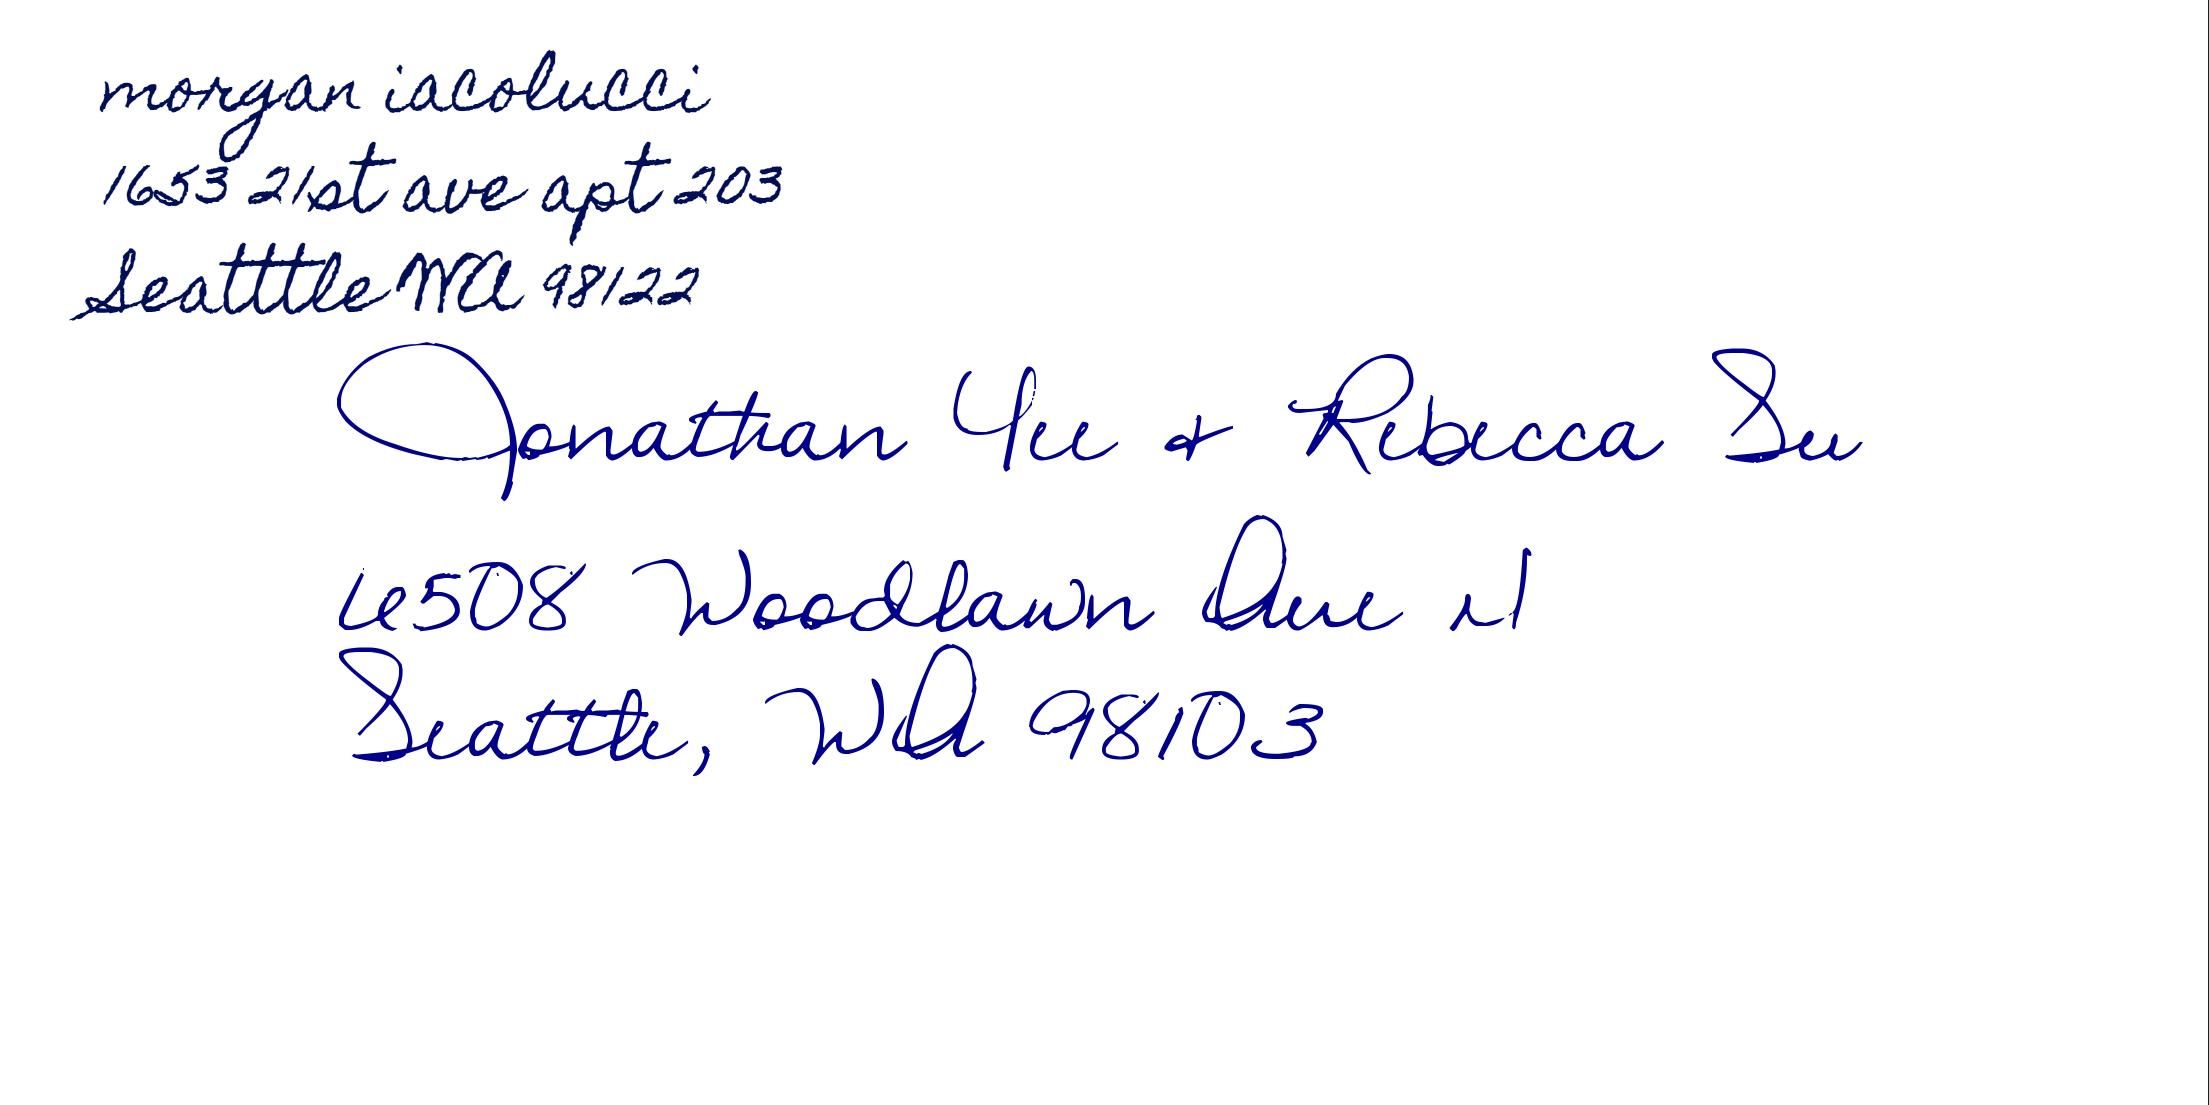 morgan iacolucci
1653 21st ave apt 203
Seatttle WA 98122
Jonathan Yee & Rebecca Su
6508 Woodlawn Ave N
Seattle, WA 98103